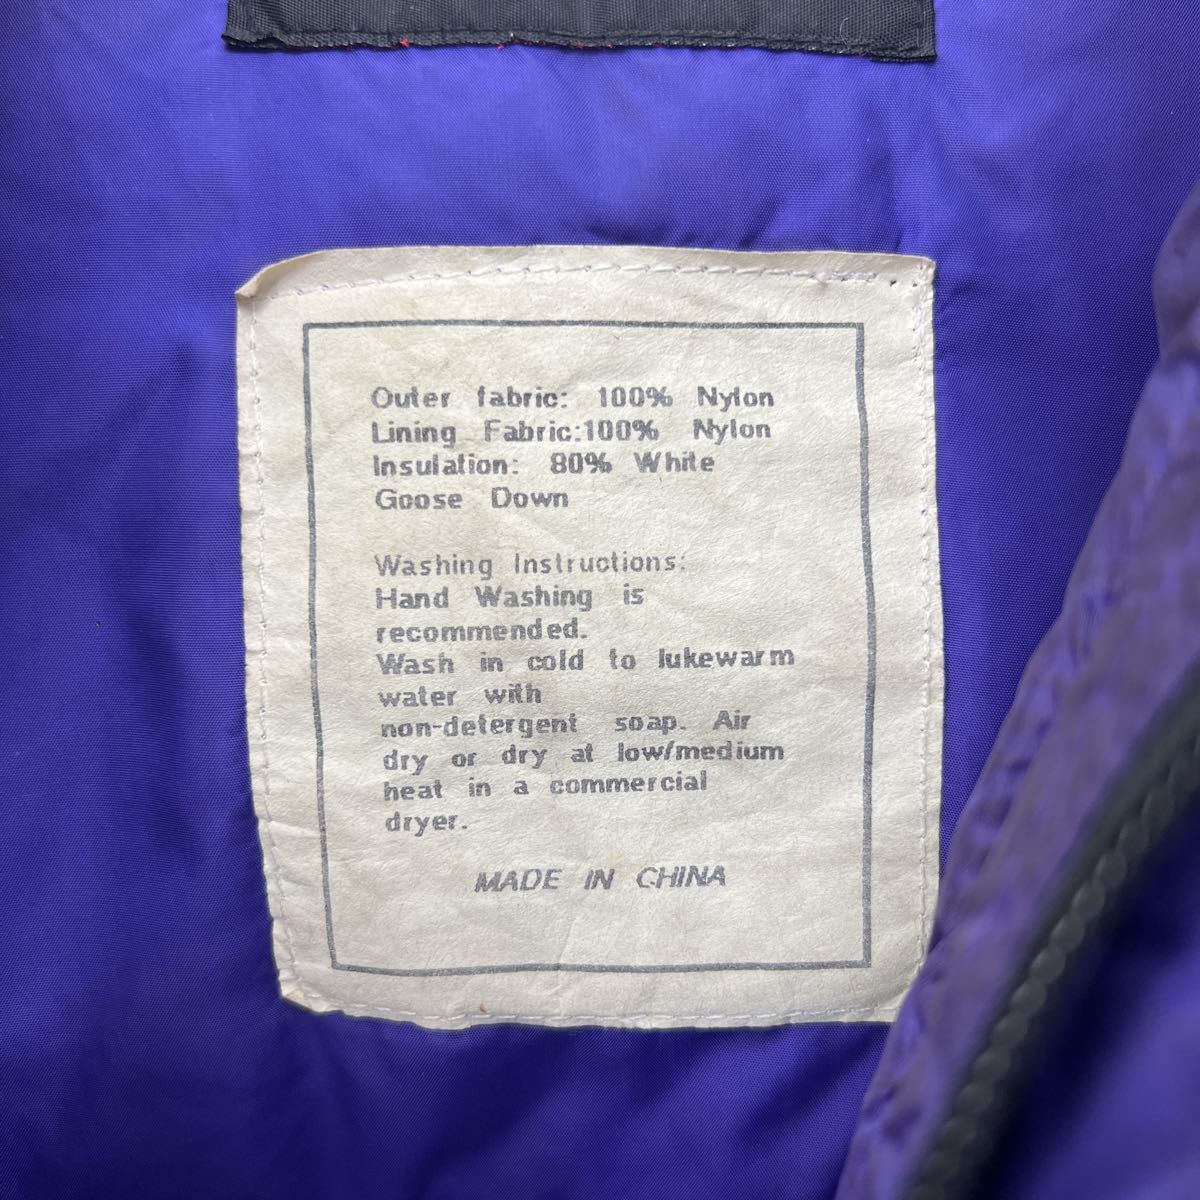 Outer fabric: 100% Nylon
Lining Fabric:100% Nylon
Insulation: 80% White
Goose Down
Washing Instructions:
Hand Washing is
recommended.
Wash in cold to lukewarm
water with
non-detergent soap. Air
dry or dry at low/medium
heat in a commercial
dryer.
MADE IN CHINA